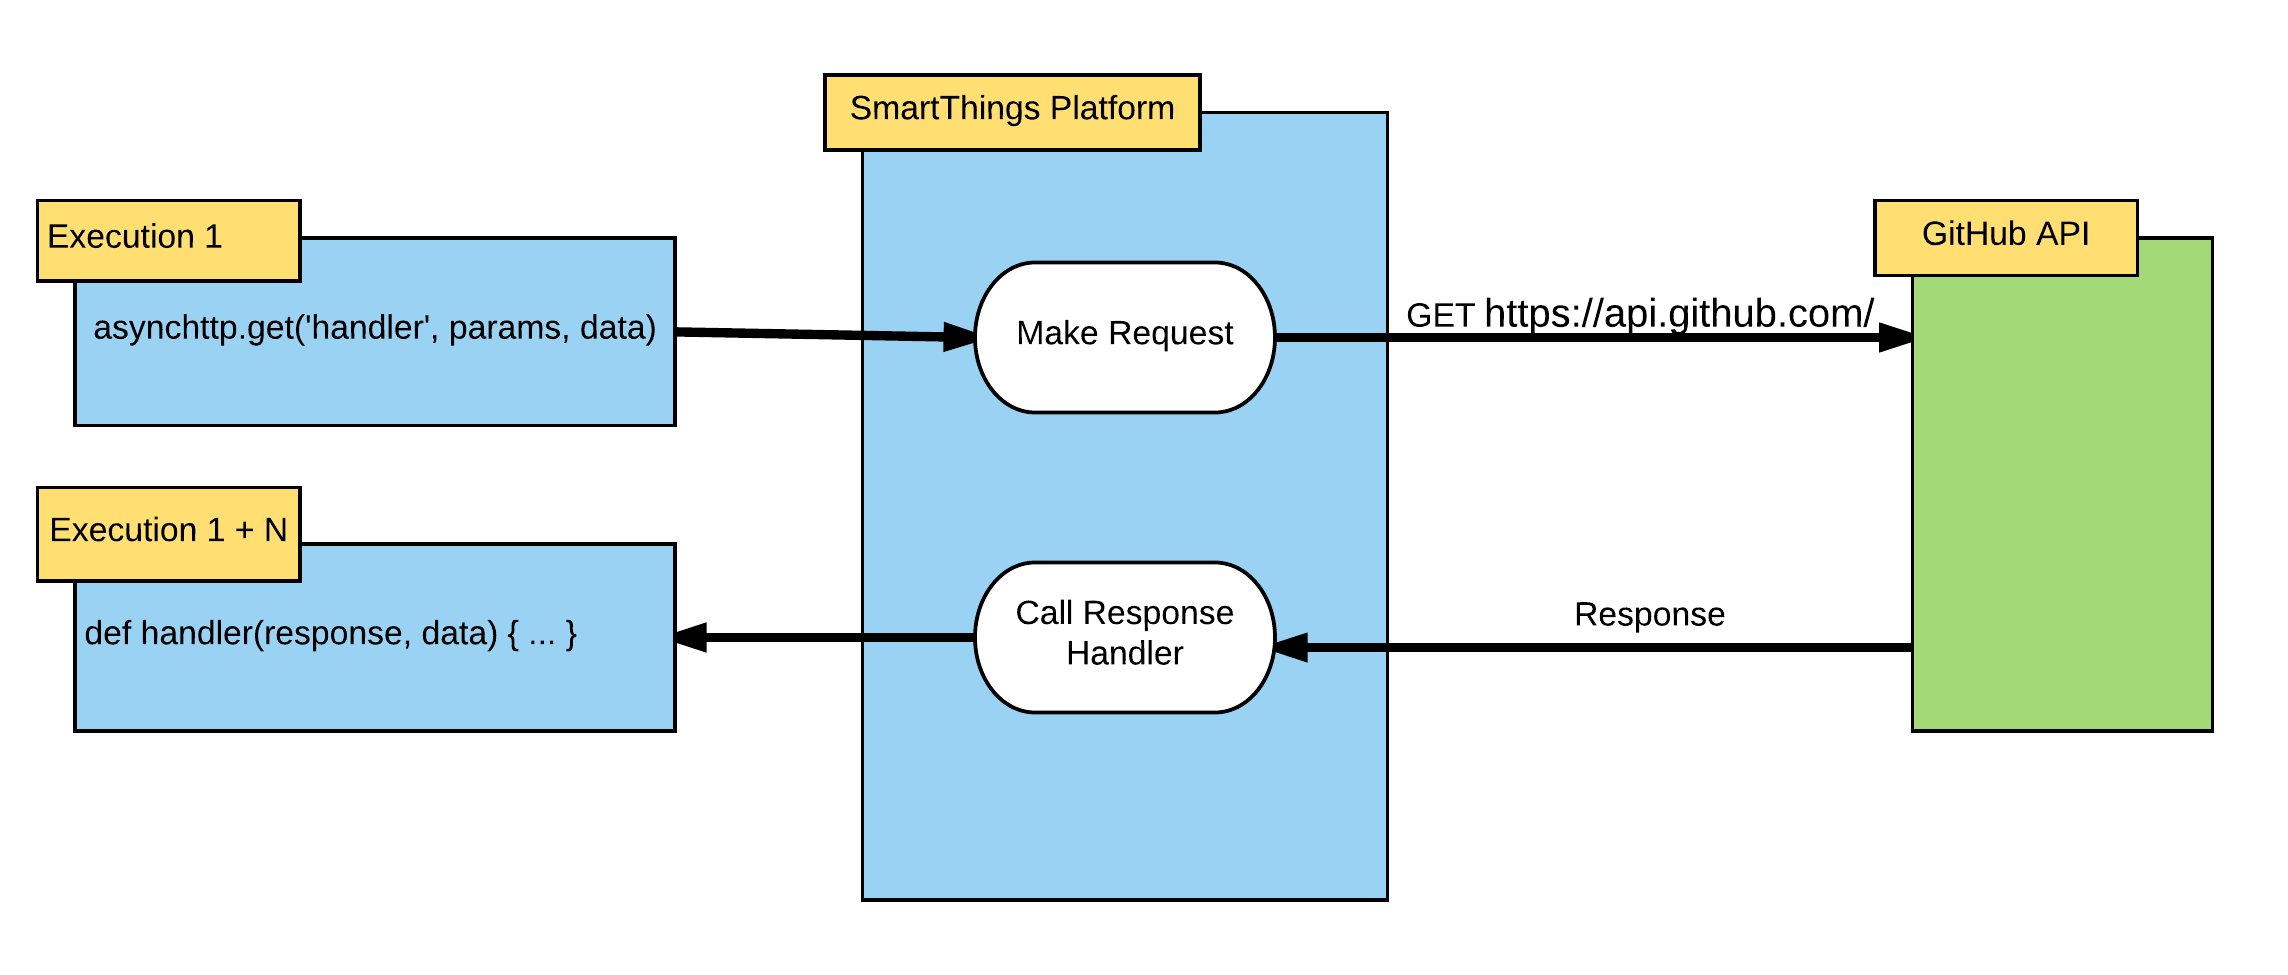 SmartThings Platform
Execution 1
GitHub API
asynchttp.get('handler', params, data)
Make Request
GET https://api.github.com/
Execution 1 + N
def handler(response, data) { ... }
Call Response
Handler
Response